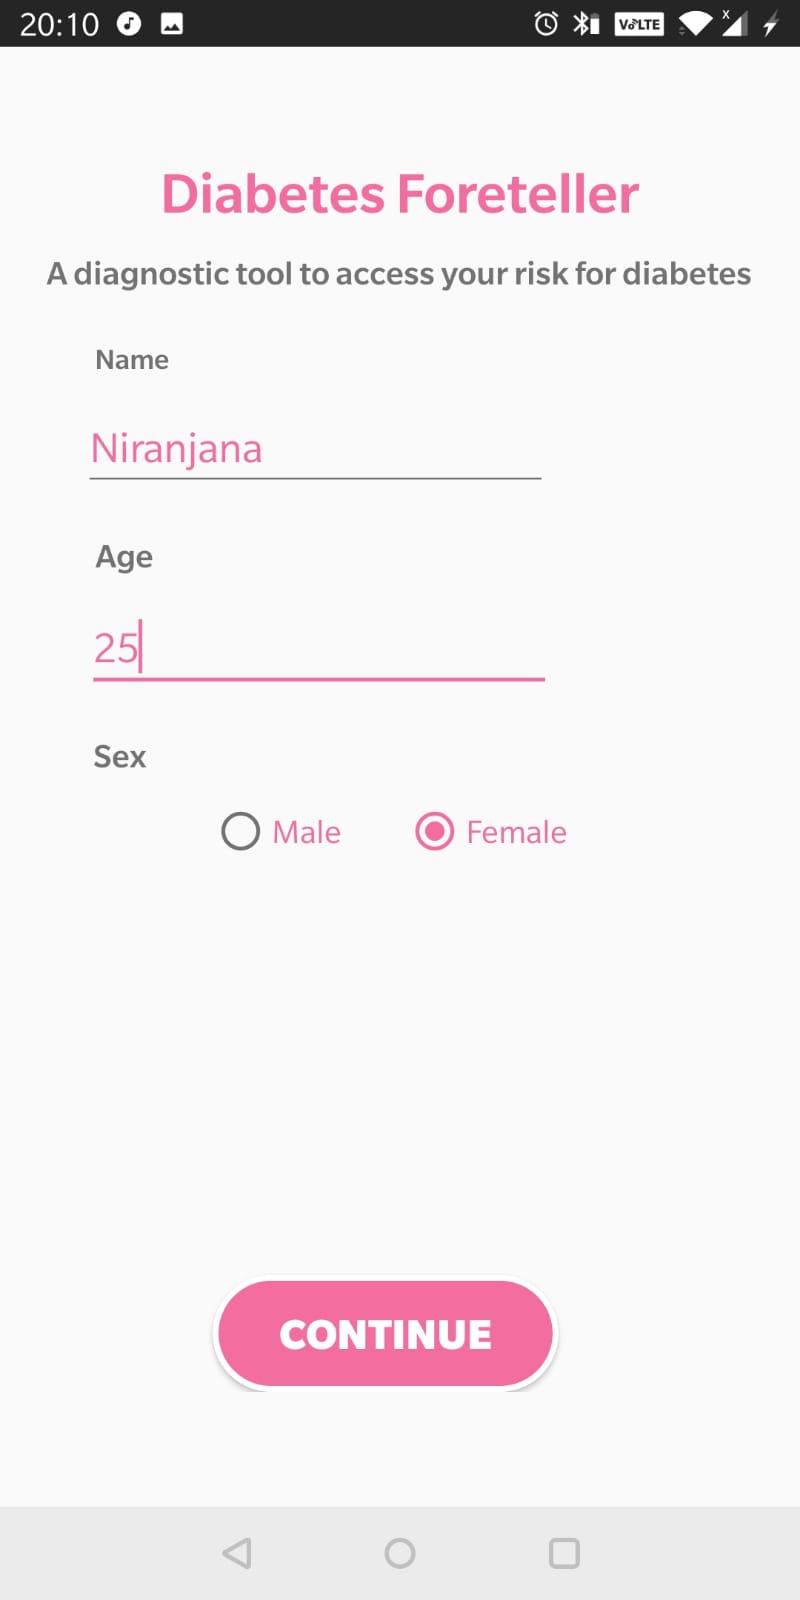 20:10
VoLTE
x
Diabetes Foreteller
A diagnostic tool to access your risk for diabetes
Name
Niranjana
Age
25
Sex
Male Female
CONTINUE